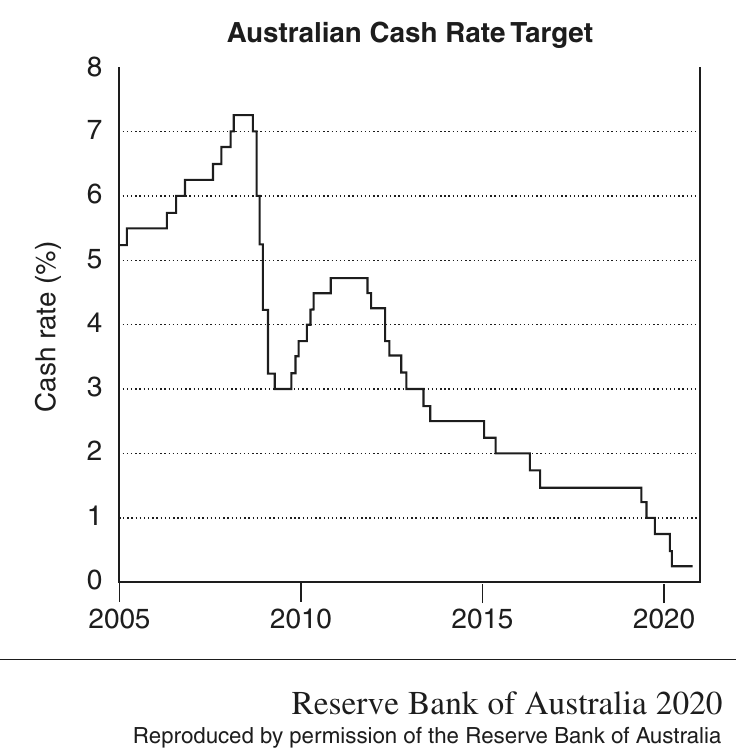 Australian Cash Rate Target
8
7
6
5
4
3
2
1
0
Cash rate (%)
2005 2010 2015 2020
Reserve Bank of Australia 2020
Reproduced by permission of the Reserve Bank of Australia